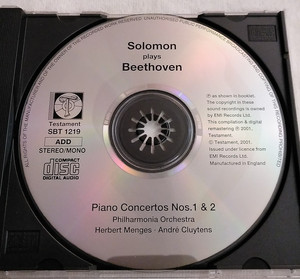 Solomon
plays
Beethoven
Testament
SBT 1219
ADD
STEREO/MONO
COMPACT
disc
DIGITAL AUDIO
℗ as shown in booklet.
The copyright in these
sound recordings is owned
by EMI Records Ltd.
This compilation & digital
remastering ℗ 2001,
Testament.
© Testament, 2001.
Issued under licence from
EMI Records Ltd.
Manufactured in England
Piano Concertos Nos.1 & 2
Philharmonia Orchestra
Herbert Menges · André Cluytens